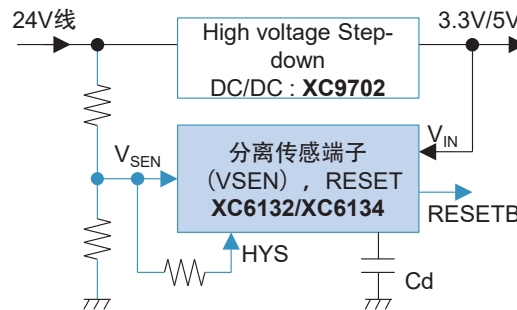 24V线
3.3V/5V
High voltage Step-
down
DC/DC : XC9702
VIN
VSEN
分离传感端子
（VSEN）, RESET
XC6132/XC6134
RESETB
HYS
Cd